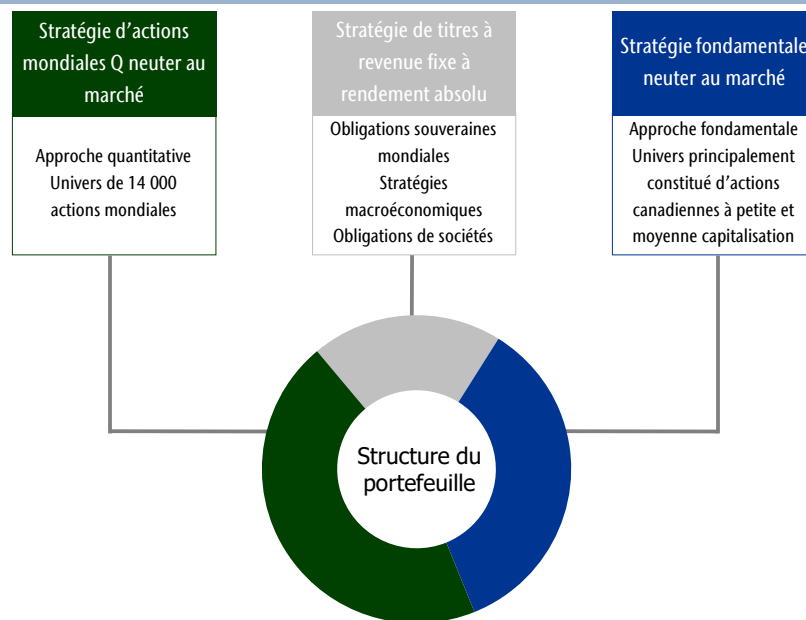 Stratégie d'actions
mondiales Q neuter au
marché
Approche quantitative
Univers de 14 000
actions mondiales
Stratégie de titres à
revenue fixe à
rendement absolu
Obligations souveraines
mondiales
Stratégies
macroéconomiques
Obligations de sociétés
Stratégie fondamentale
neuter au marché
Approche fondamentale
Univers principalement
constitué d'actions
canadiennes à petite et
moyenne capitalisation
Structure du
portefeuille